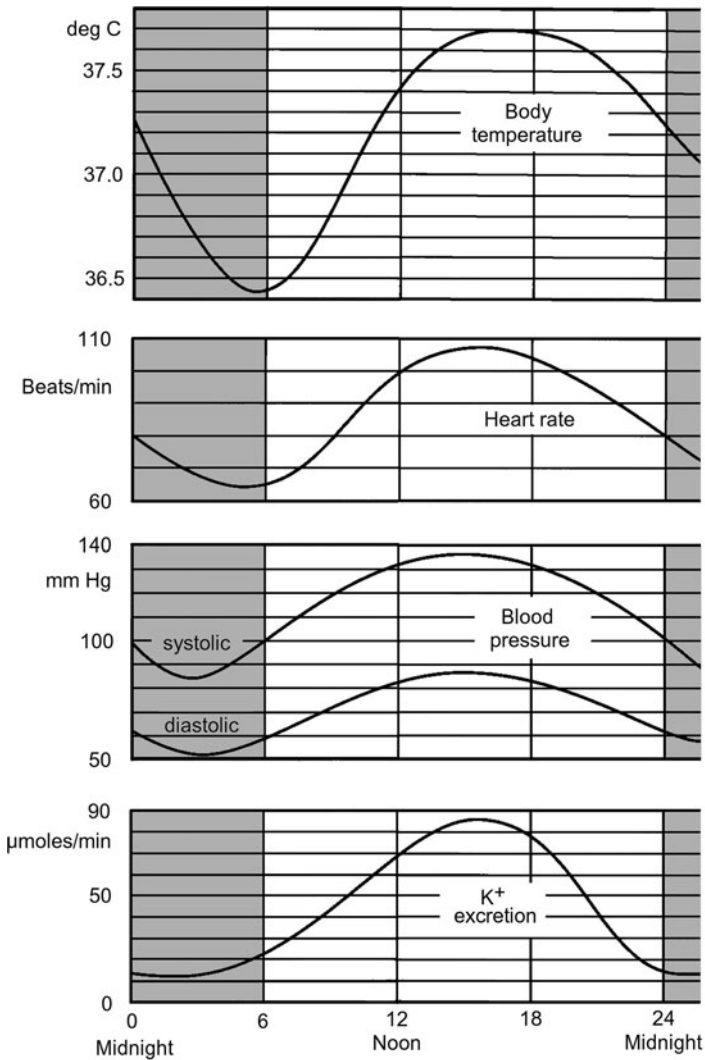 deg C
37.5
37.0
36.5
Body
temperature
110
Beats/min
60
Heart rate
140
mm Hg
100
50
systolic
diastolic
Blood
pressure
90
µmoles/min
50
0
K+
excretion
0 6 12 18 24
Midnight Noon Midnight